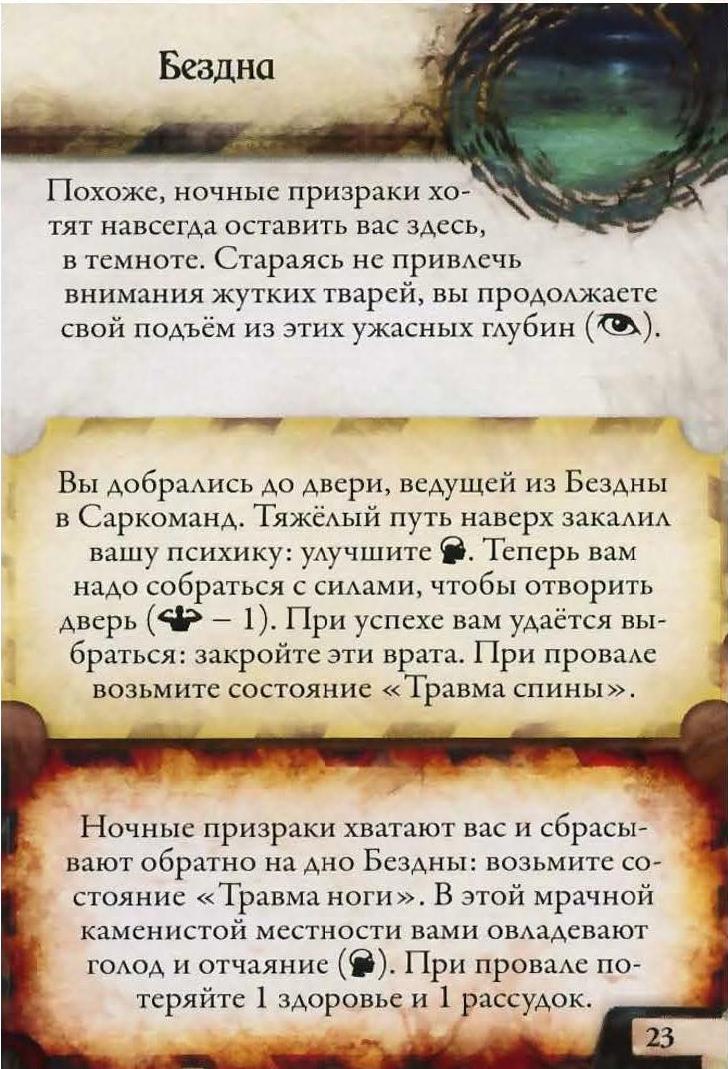 Бездна
Похоже, ночные призраки хо-
тят навсегда оставить вас здесь,
в темноте. Стараясь не привлечь
внимания жутких тварей, вы продолжаете
свой подъём из этих ужасных глубин ( ).
Вы добрались до двери, ведущей из Бездны
в Саркоманд. Тяжёлый путь наверх закалил
вашу психику: улучшите . Теперь вам
надо собраться с силами, чтобы отворить
дверь ( – 1). При успехе вам удаётся вы-
браться: закройте эти врата. При провале
возьмите состояние «Травма спины».
Ночные призраки хватают вас и сбрасы-
вают обратно на дно Бездны: возьмите со-
стояние «Травма ноги». В этой мрачной
каменистой местности вами овладевают
голод и отчаяние ( ). При провале по-
теряйте 1 здоровье и 1 рассудок.
23